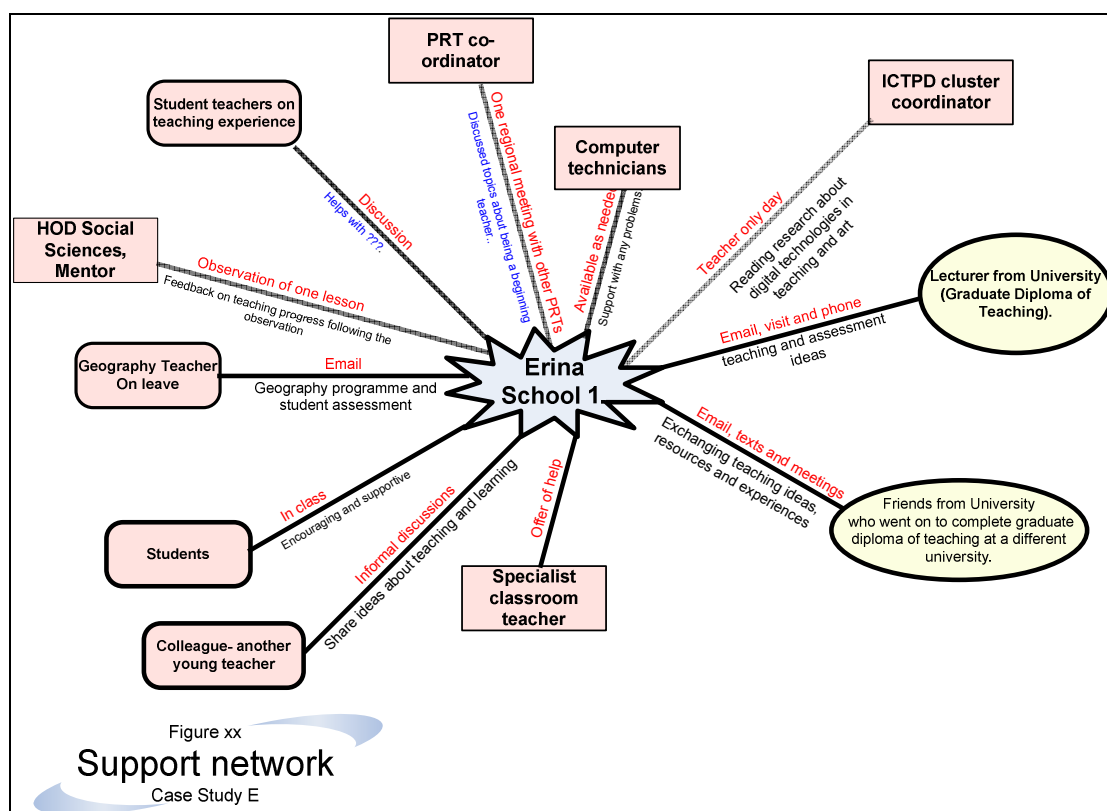 PRT co-
ordinator
ICTPD cluster
coordinator
Student teachers on
teaching experience
Computer
technicians
HOD Social
Sciences,
Mentor
One regional meeting with other PRTs
Discussed topics about being a beginning
teacher..
Discussion
Helps with ???.
Available as needed
Support with any problems
Teacher only day
Reading research about
digital technologies in
teaching and art
Observation of one lesson
Feedback on teaching progress following the
observation
Lecturer from University
(Graduate Diploma of
Teaching).
Email, visit and phone
teaching and assessment
ideas
Geography Teacher
On leave
Email
Geography programme and
student assessment
Erina
School 1
Email, texts and meetings
Exchanging teaching ideas,
resources and experiences
In class
Encouraging and supportive
Informal discussions
Share ideas about teaching and learning
Offer of help
Friends from University
who went on to complete graduate
diploma of teaching at a different
university.
Students
Specialist
classroom
teacher
Colleague- another
young teacher
Figure xx
Support network
Case Study E